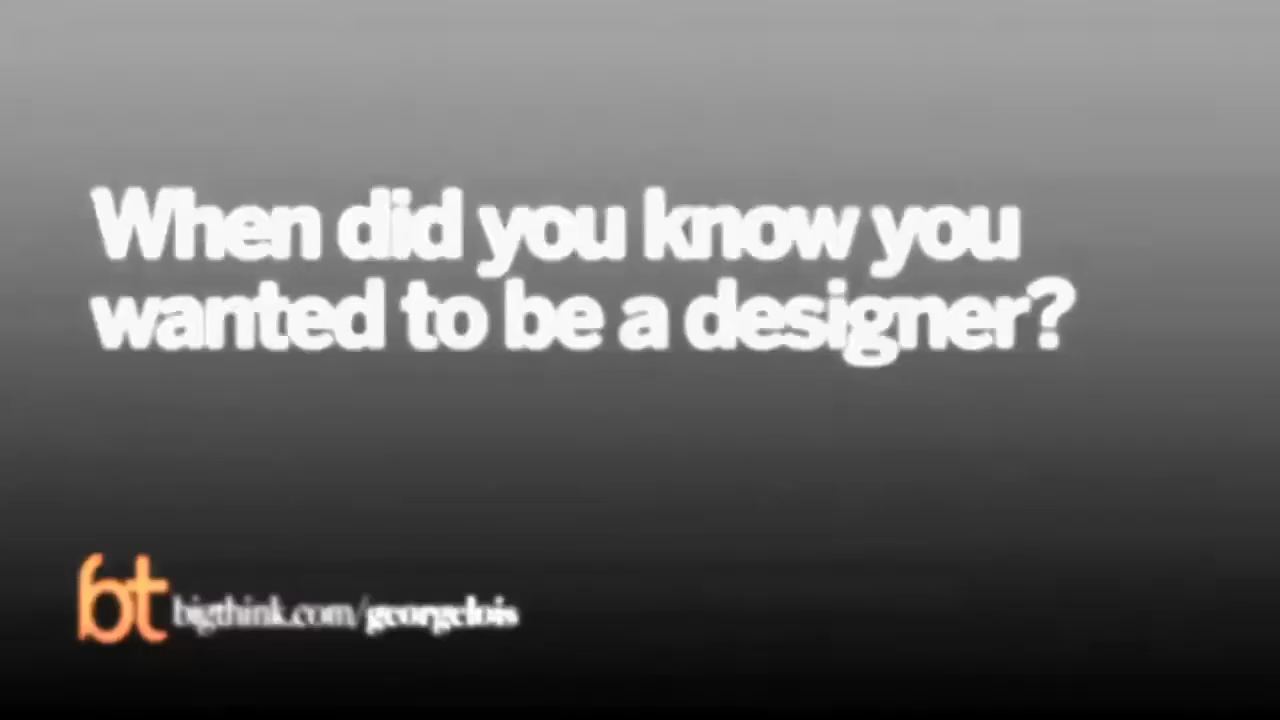 When did you know you
wanted to be a designer?
bt bigthink.com/georgelois